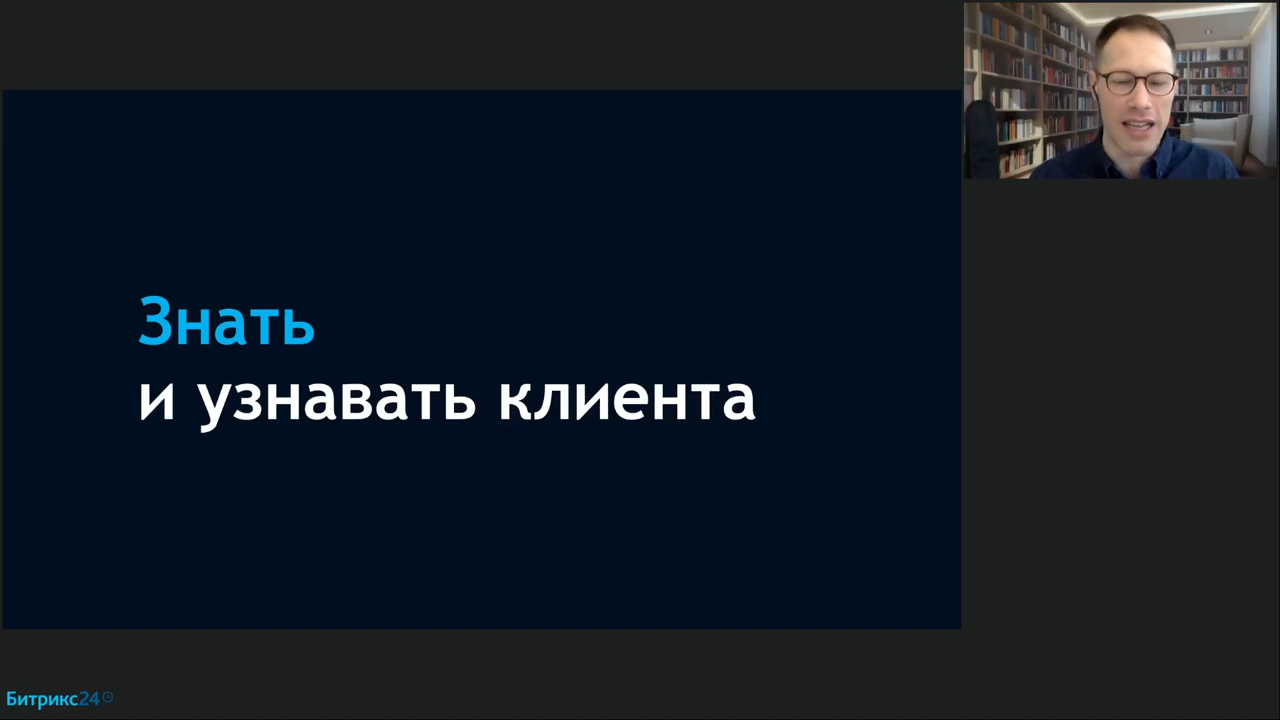 Знать
и узнавать клиента
Битрикс24